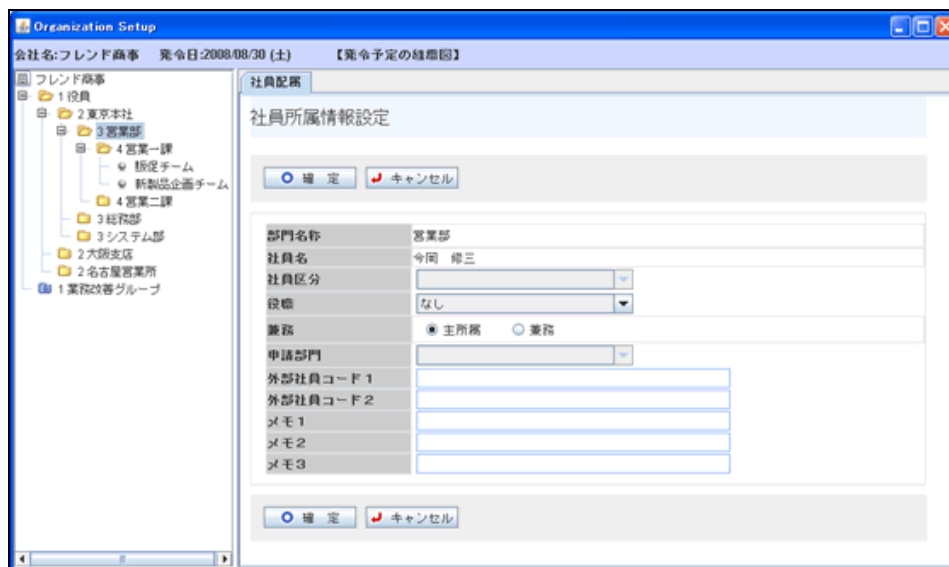 Organization Setup
会社名:フレンド商事 発令日:2008/08/30 (土) 【発令予定の組織図】
フレンド商事
1 役員
2 東京本社
3 営業部
4 営業一課
販促チーム
新製品企画チーム
4 営業二課
3 総務部
3 システム部
2 大阪支店
2 名古屋営業所
1 業務改善グループ
社員配属
社員所属情報設定
確 定 キャンセル
部門名称 営業部
社員名 今岡 修三
社員区分
役職 なし
兼務 主所属 兼務
申請部門
外部社員コード1
外部社員コード2
メモ1
メモ2
メモ3
確 定 キャンセル